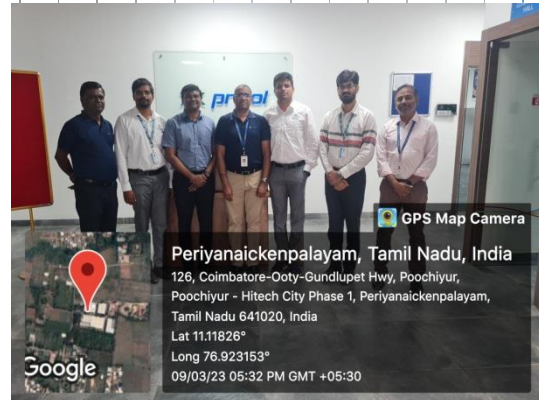 pricol
GPS Map Camera
Periyanaickenpalayam, Tamil Nadu, India
126, Coimbatore-Ooty-Gundlupet Hwy, Poochiyur,
Poochiyur - Hitech City Phase 1, Periyanaickenpalayam,
Tamil Nadu 641020, India
Lat 11.11826°
Long 76.923153°
09/03/23 05:32 PM GMT +05:30
Google